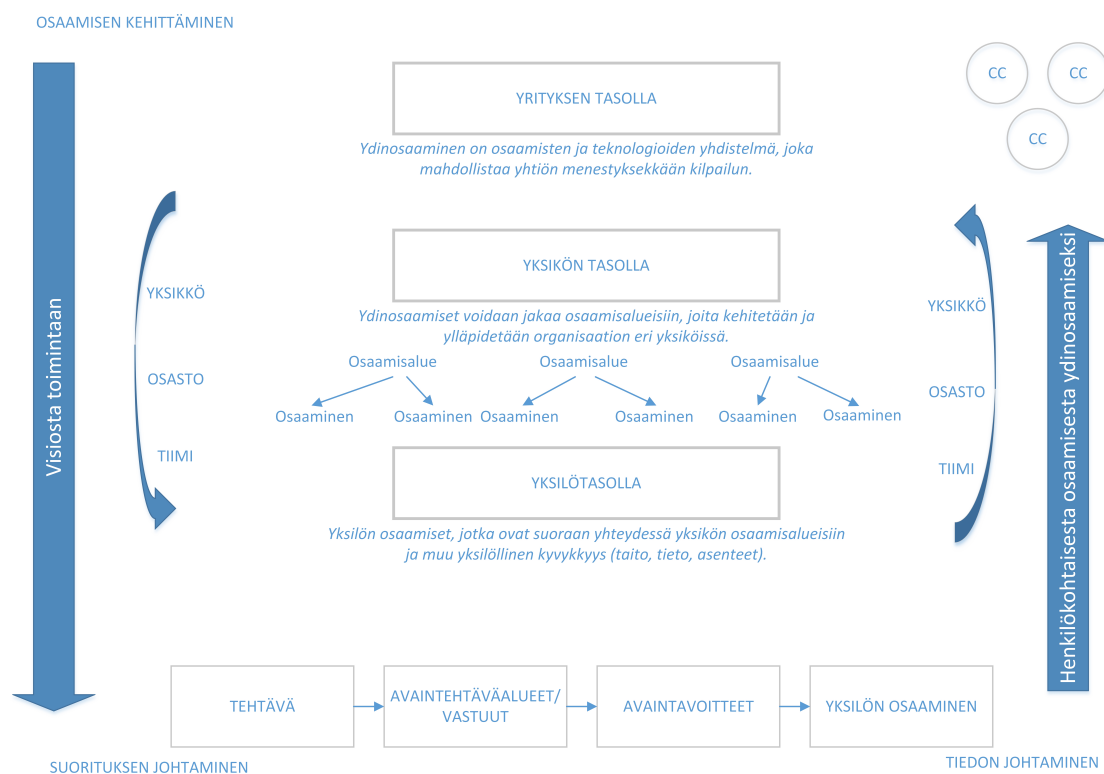 OSAAMISEN KEHITTÄMINEN
CC
CC
CC
YRITYKSEN TASOLLA
Ydinosaaminen on osaamisten ja teknologioiden yhdistelmä, joka
mahdollistaa yhtiön menestyksekkään kilpailun.
Visiosta toimintaan
YKSIKKÖ
OSASTO
TIIMI
YKSIKÖN TASOLLA
Ydinosaamiset voidaan jakaa osaamisalueisiin, joita kehitetään ja
ylläpidetään organisaation eri yksiköissä.
Osaamisalue
Osaamisalue
Osaamisalue
Osaaminen
Osaaminen
Osaaminen
Osaaminen
Osaaminen
Osaaminen
YKSILÖTASOLLA
Yksilön osaamiset, jotka ovat suoraan yhteydessä yksikön osaamisalueisiin
ja muu yksilöllinen kyvykkyys (taito, tieto, asenteet).
YKSIKKÖ
OSASTO
TIIMI
Henkilökohtaisesta osaamisesta ydinosaamiseksi
TEHTÄVÄ
AVAINTEHTÄVÄALUEET/
VASTUUT
AVAINTAVOITTEET
YKSILÖN OSAAMINEN
SUORITUKSEN JOHTAMINEN
TIEDON JOHTAMINEN